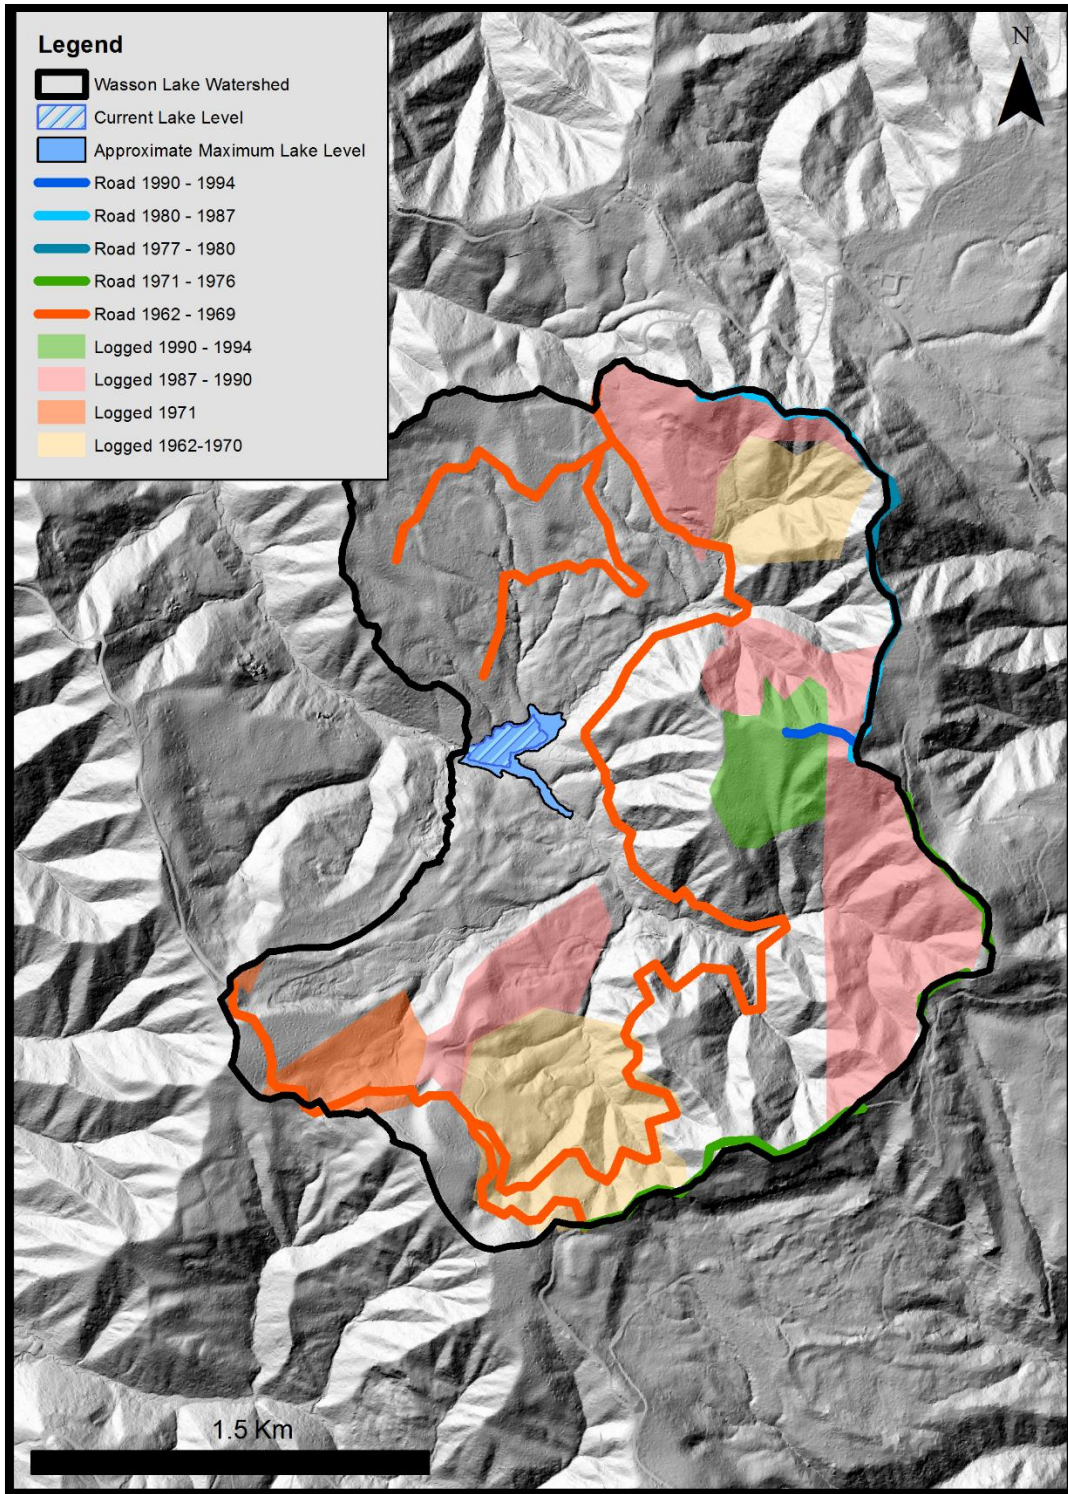 Legend
Wasson Lake Watershed
Current Lake Level
Approximate Maximum Lake Level
Road 1990 - 1994
Road 1980 - 1987
Road 1977 - 1980
Road 1971 - 1976
Road 1962 - 1969
Logged 1990 - 1994
Logged 1987 - 1990
Logged 1971
Logged 1962-1970
N
1.5 Km